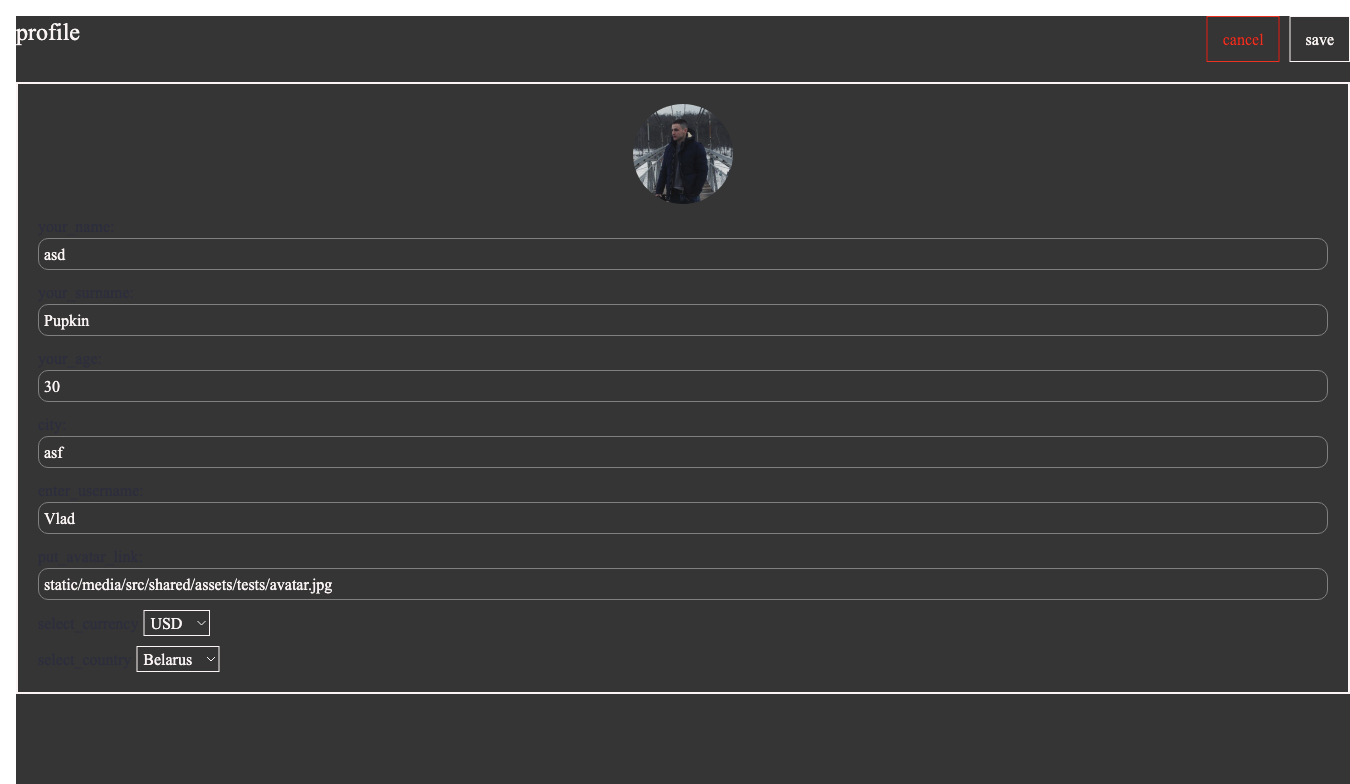 profile
cancel
save
your_name:
asd
your_surname:
Pupkin
your_age:
30
city:
asf
enter_username:
Vlad
put_avatar_link:
static/media/src/shared/assets/tests/avatar.jpg
select_currency USD
select_country Belarus